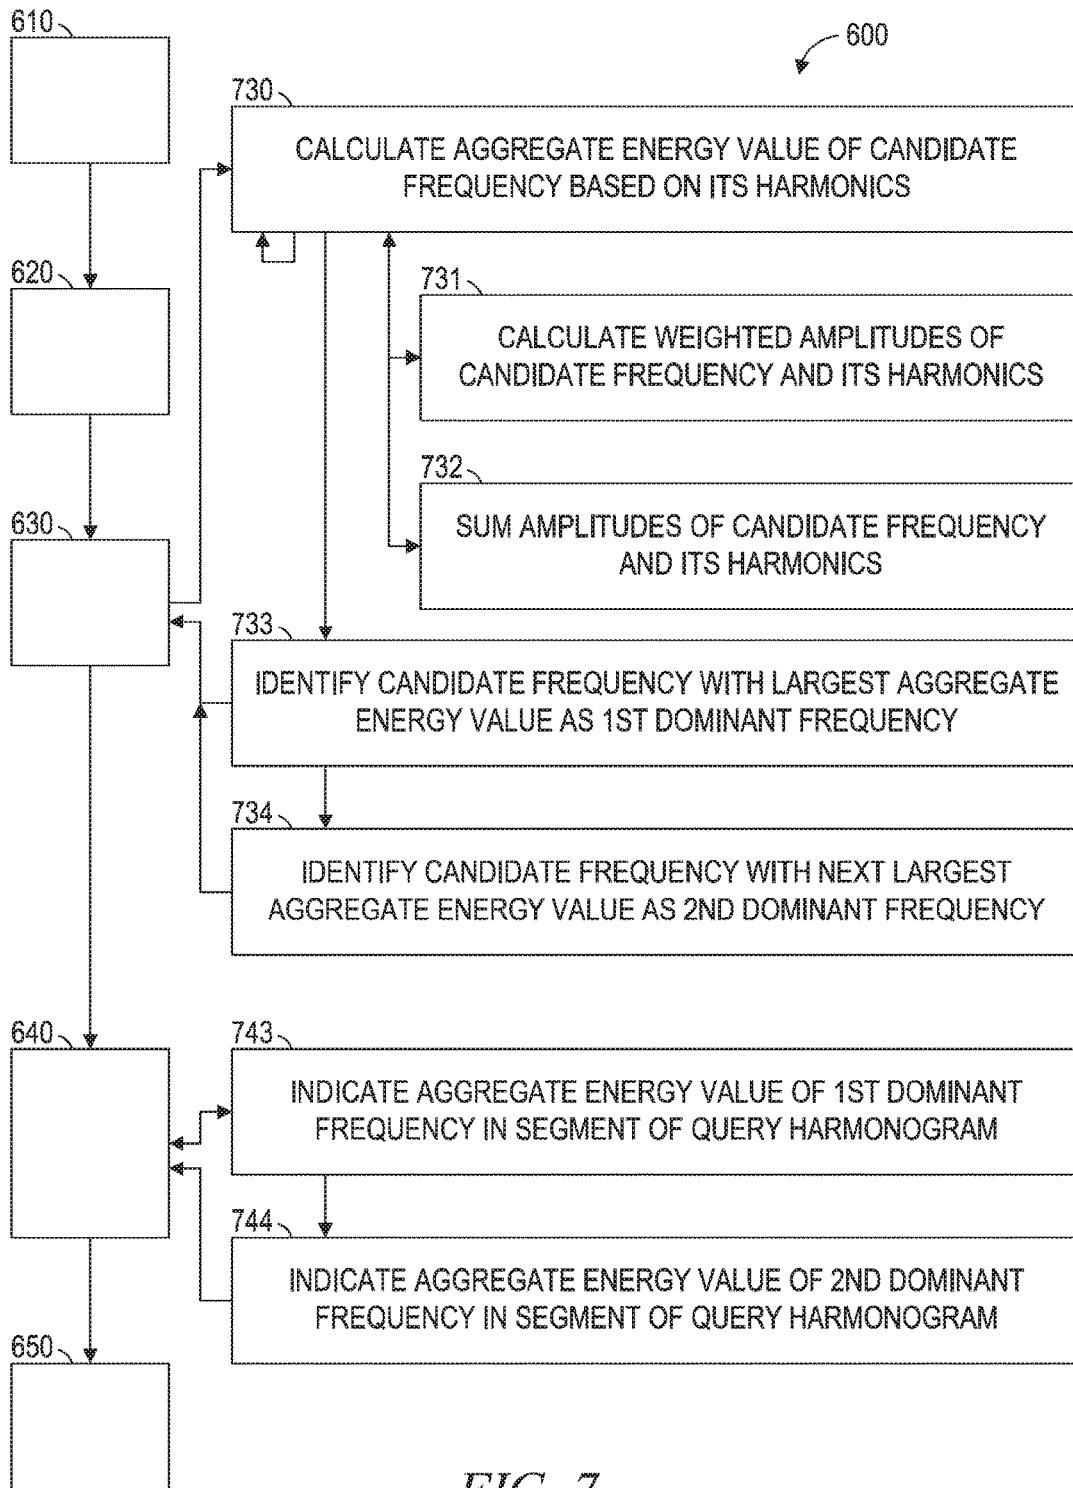 610
600
730
CALCULATE AGGREGATE ENERGY VALUE OF CANDIDATE
FREQUENCY BASED ON ITS HARMONICS
620
731
CALCULATE WEIGHTED AMPLITUDES OF
CANDIDATE FREQUENCY AND ITS HARMONICS
732
SUM AMPLITUDES OF CANDIDATE FREQUENCY
AND ITS HARMONICS
630
733
IDENTIFY CANDIDATE FREQUENCY WITH LARGEST AGGREGATE
ENERGY VALUE AS 1ST DOMINANT FREQUENCY
734
IDENTIFY CANDIDATE FREQUENCY WITH NEXT LARGEST
AGGREGATE ENERGY VALUE AS 2ND DOMINANT FREQUENCY
640
743
INDICATE AGGREGATE ENERGY VALUE OF 1ST DOMINANT
FREQUENCY IN SEGMENT OF QUERY HARMONOGRAM
744
INDICATE AGGREGATE ENERGY VALUE OF 2ND DOMINANT
FREQUENCY IN SEGMENT OF QUERY HARMONOGRAM
650
FIG. 7